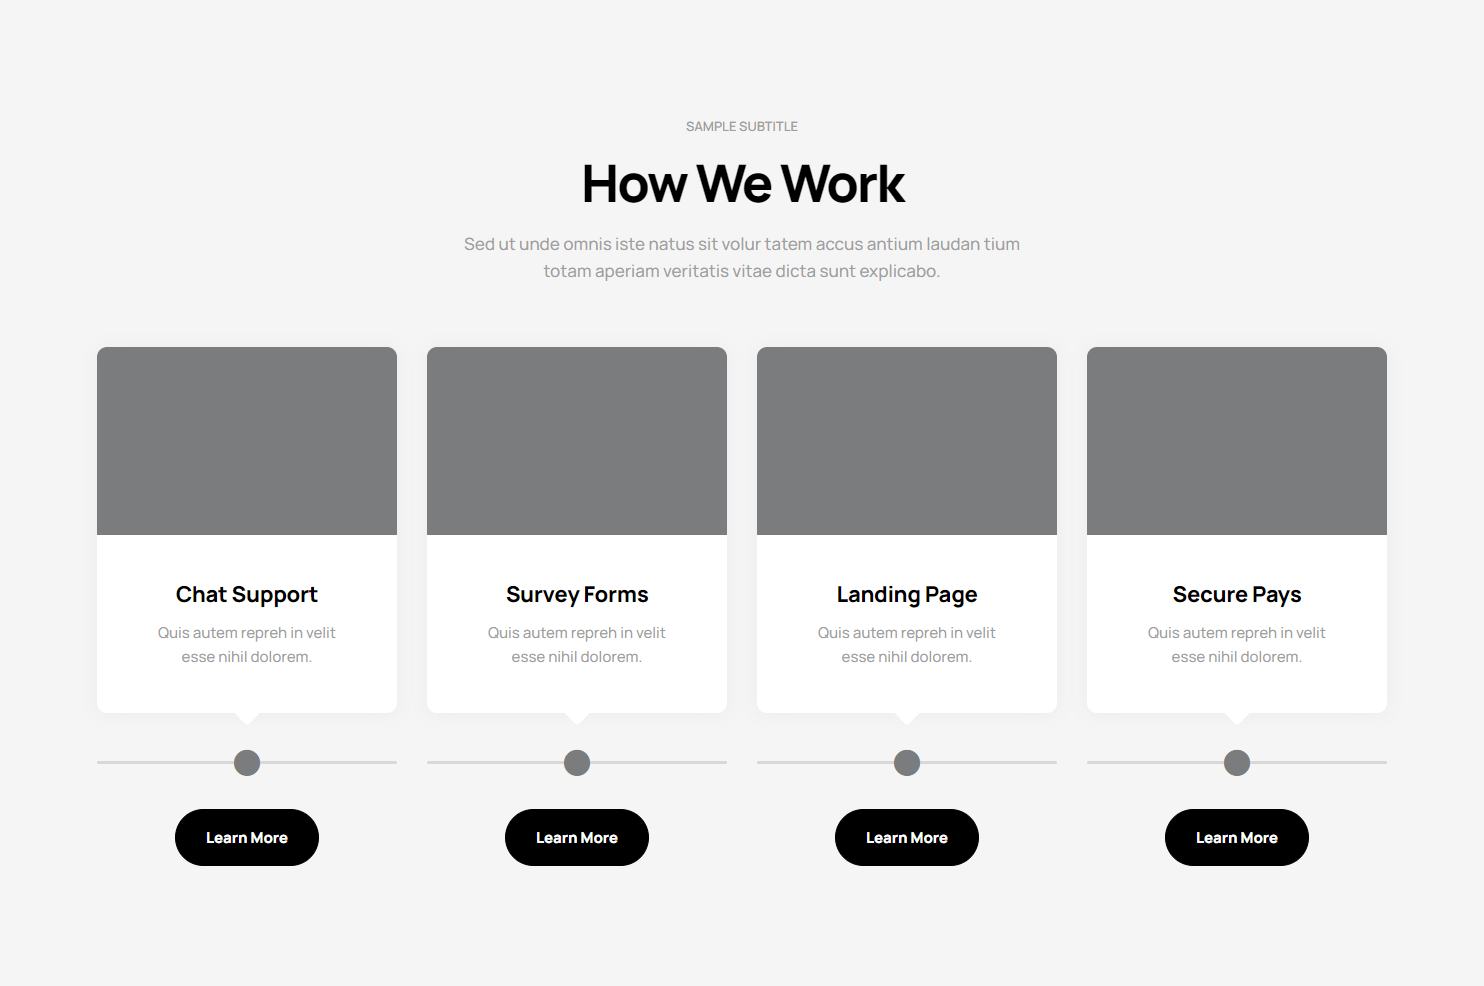 SAMPLE SUBTITLE
How We Work
Sed ut unde omnis iste natus sit volur tatem accus antium laudan tium
totam aperiam veritatis vitae dicta sunt explicabo.
Chat Support
Quis autem repreh in velit
esse nihil dolorem.
Learn More
Survey Forms
Quis autem repreh in velit
esse nihil dolorem.
Learn More
Landing Page
Quis autem repreh in velit
esse nihil dolorem.
Learn More
Secure Pays
Quis autem repreh in velit
esse nihil dolorem.
Learn More